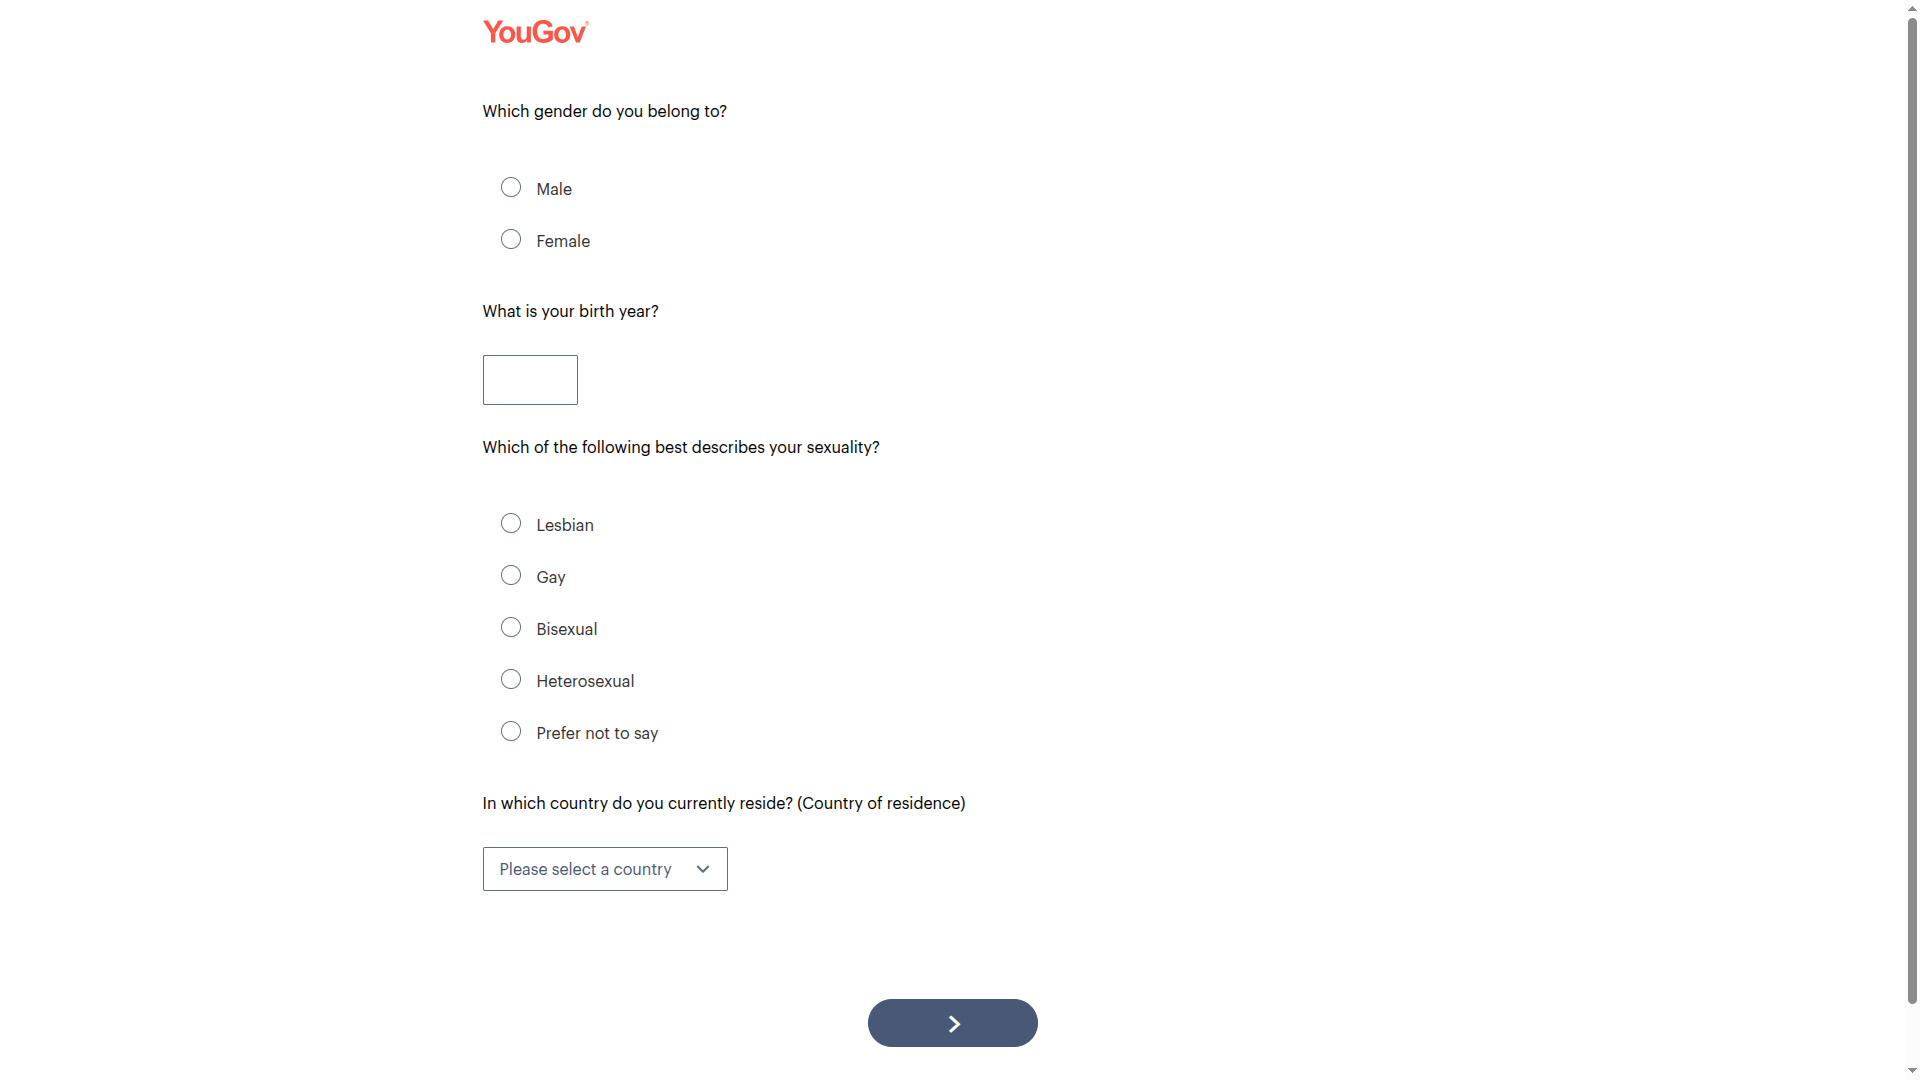 YouGov
Which gender do you belong to?
Male
Female
What is your birth year?
Which of the following best describes your sexuality?
Lesbian
Gay
Bisexual
Heterosexual
Prefer not to say
In which country do you currently reside? (Country of residence)
Please select a country